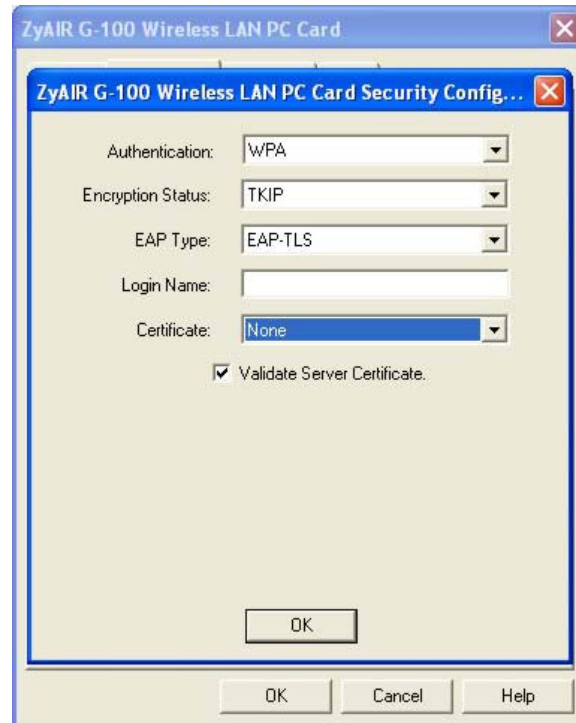 ZyAIR G-100 Wireless LAN PC Card
ZyAIR G-100 Wireless LAN PC Card Security Config...
Authentication: WPA
Encryption Status: TKIP
EAP Type: EAP-TLS
Login Name:
Certificate: None
Validate Server Certificate.
OK
OK Cancel Help